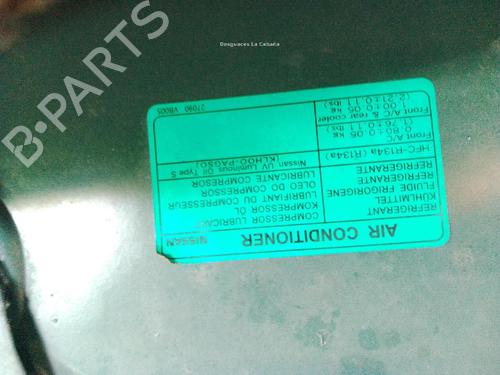 Desguaces La Cabaña
B-PARTS
AIR CONDITIONER
NISSAN
REFRIGERANT
KÜHLMITTEL
FLUIDE FRIGORIGENE
REFRIGERANTE
REFRIGERANTE
HFC-R134a (R134a)
Front A/C
0.80±0.05 kg
(1.76±0.11 lbs)
Front A/C & rear cooler
1.00±0.05 kg
(2.21±0.11 lbs)
COMPRESSOR LUBRICANT
KOMPRESSOR ÖL
LUBRIFIANT DU COMPRESSEUR
OLEO DO COMPRESSOR
LUBRICANTE COMPRESOR
Nissan UV Luminous Oil Type S
(KLH00-PAGS0)
27090 VB005